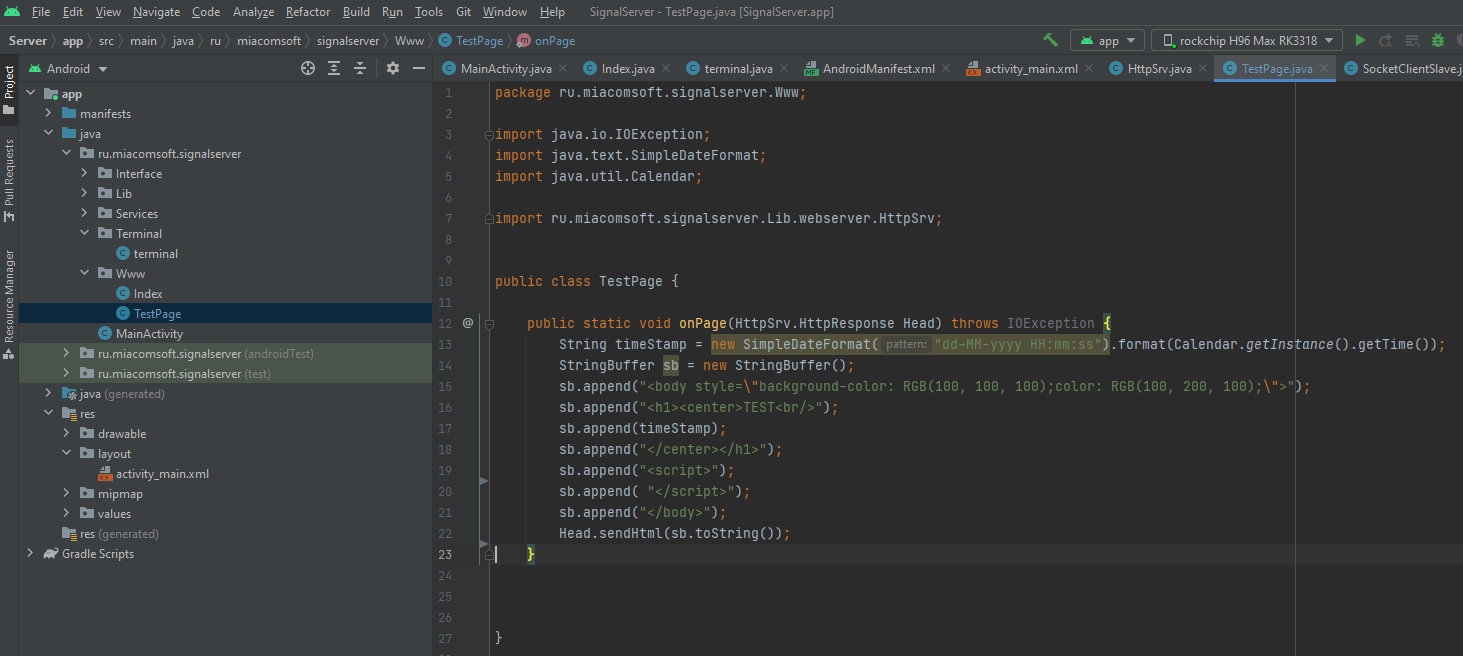 File Edit View Navigate Code Analyze Refactor Build Run Tools Git Window Help SignalServer - TestPage.java [SignalServer.app]
Server app src main java ru miacomsoft signalserver Www TestPage onPage app rockchip H96 Max RK3318
Android
MainActivity.java Index.java terminal.java AndroidManifest.xml activity_main.xml HttpSrv.java TestPage.java SocketClientSlave.j
Project
Pull Requests
Resource Manager
app
manifests
java
ru.miacomsoft.signalserver
Interface
Lib
Services
Terminal
terminal
Www
Index
TestPage
MainActivity
ru.miacomsoft.signalserver (androidTest)
ru.miacomsoft.signalserver (test)
java (generated)
res
drawable
layout
activity_main.xml
mipmap
values
res (generated)
Gradle Scripts
1 package ru.miacomsoft.signalserver.Www;
2
3 import java.io.IOException;
4 import java.text.SimpleDateFormat;
5 import java.util.Calendar;
6
7 import ru.miacomsoft.signalserver.Lib.webserver.HttpSrv;
8
9
10 public class TestPage {
11
12 @ public static void onPage(HttpSrv.HttpResponse Head) throws IOException {
13 String timeStamp = new SimpleDateFormat( pattern: "dd-MM-yyyy HH:mm:ss").format(Calendar.getInstance().getTime());
14 StringBuffer sb = new StringBuffer();
15 sb.append("<body style=\"background-color: RGB(100, 100, 100);color: RGB(100, 200, 100);\">");
16 sb.append("<h1><center>TEST<br/>");
17 sb.append(timeStamp);
18 sb.append("</center></h1>");
19 sb.append("<script>");
20 sb.append( "</script>");
21 sb.append("</body>");
22 Head.sendHtml(sb.toString());
23 }
24
25
26
27 }